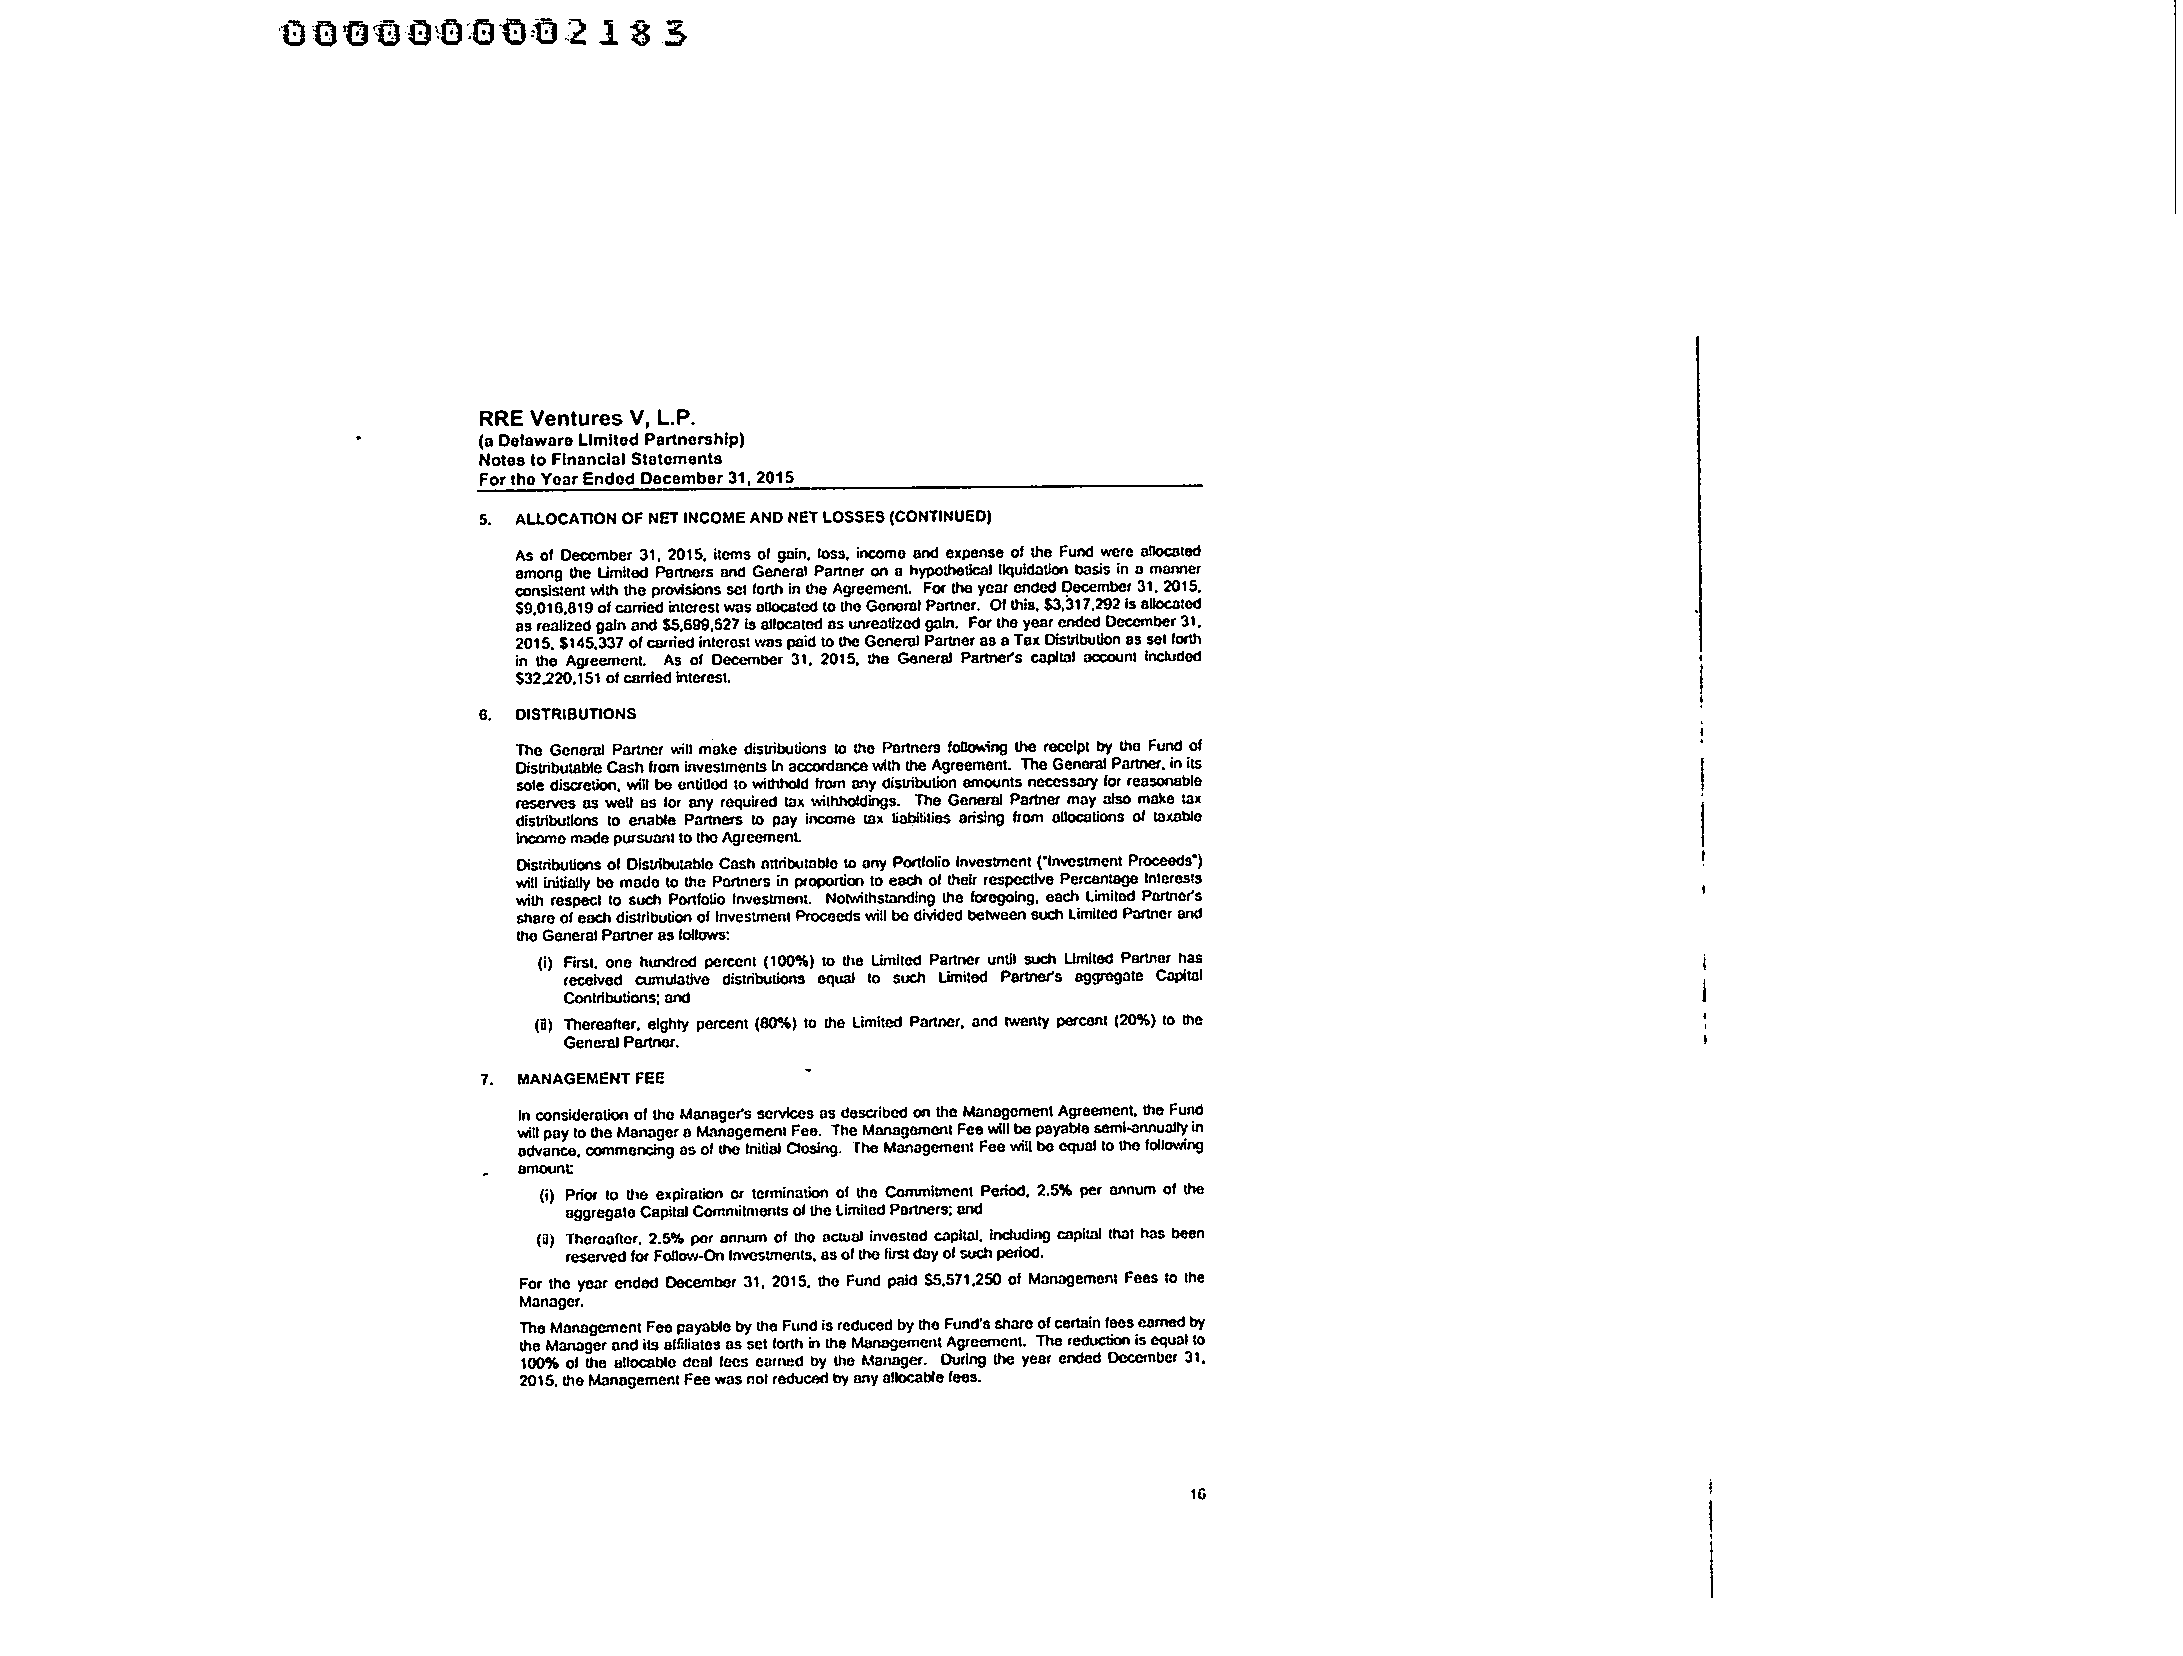 0000000002183
RRE Ventures V, L.P.
(a Delaware Limited Partnership)
Notes to Financial Statements
For the Year Ended December 31, 2015
5. ALLOCATION OF NET INCOME AND NET LOSSES (CONTINUED)
As of December 31, 2015, items of gain, loss, income and expense of the Fund were allocated
among the Limited Partners and General Partner on a hypothetical liquidation basis in a manner
consistent with the provisions set forth in the Agreement. For the year ended December 31, 2015,
$9,016,819 of carried interest was allocated to the General Partner. Of this, $3,317,292 is allocated
as realized gain and $5,699,527 is allocated as unrealized gain. For the year ended December 31,
2015, $145,337 of carried interest was paid to the General Partner as a Tax Distribution as set forth
in the Agreement. As of December 31, 2015, the General Partner's capital account included
$32,220,151 of carried interest.
6. DISTRIBUTIONS
The General Partner will make distributions to the Partners following the receipt by the Fund of
Distributable Cash from investments in accordance with the Agreement. The General Partner, in its
sole discretion, will be entitled to withhold from any distribution amounts necessary for reasonable
reserves as well as for any required tax withholdings. The General Partner may also make tax
distributions to enable Partners to pay income tax liabilities arising from allocations of taxable
income made pursuant to the Agreement.
Distributions of Distributable Cash attributable to any Portfolio Investment ("Investment Proceeds")
will initially be made to the Partners in proportion to each of their respective Percentage Interests
with respect to such Portfolio Investment. Notwithstanding the foregoing, each Limited Partner's
share of each distribution of Investment Proceeds will be divided between such Limited Partner and
the General Partner as follows:
(i) First, one hundred percent (100%) to the Limited Partner until such Limited Partner has
received cumulative distributions equal to such Limited Partner's aggregate Capital
Contributions; and
(ii) Thereafter, eighty percent (80%) to the Limited Partner, and twenty percent (20%) to the
General Partner.
7. MANAGEMENT FEE
In consideration of the Manager's services as described on the Management Agreement, the Fund
will pay to the Manager a Management Fee. The Management Fee will be payable semi-annually in
advance, commencing as of the Initial Closing. The Management Fee will be equal to the following
amount:
(i) Prior to the expiration or termination of the Commitment Period, 2.5% per annum of the
aggregate Capital Commitments of the Limited Partners; and
(ii) Thereafter, 2.5% per annum of the actual invested capital, including capital that has been
reserved for Follow-On Investments, as of the first day of such period.
For the year ended December 31, 2015, the Fund paid $5,571,250 of Management Fees to the
Manager.
The Management Fee payable by the Fund is reduced by the Fund's share of certain fees earned by
the Manager and its affiliates as set forth in the Management Agreement. The reduction is equal to
100% of the allocable deal fees earned by the Manager. During the year ended December 31,
2015, the Management Fee was not reduced by any allocable fees.
16